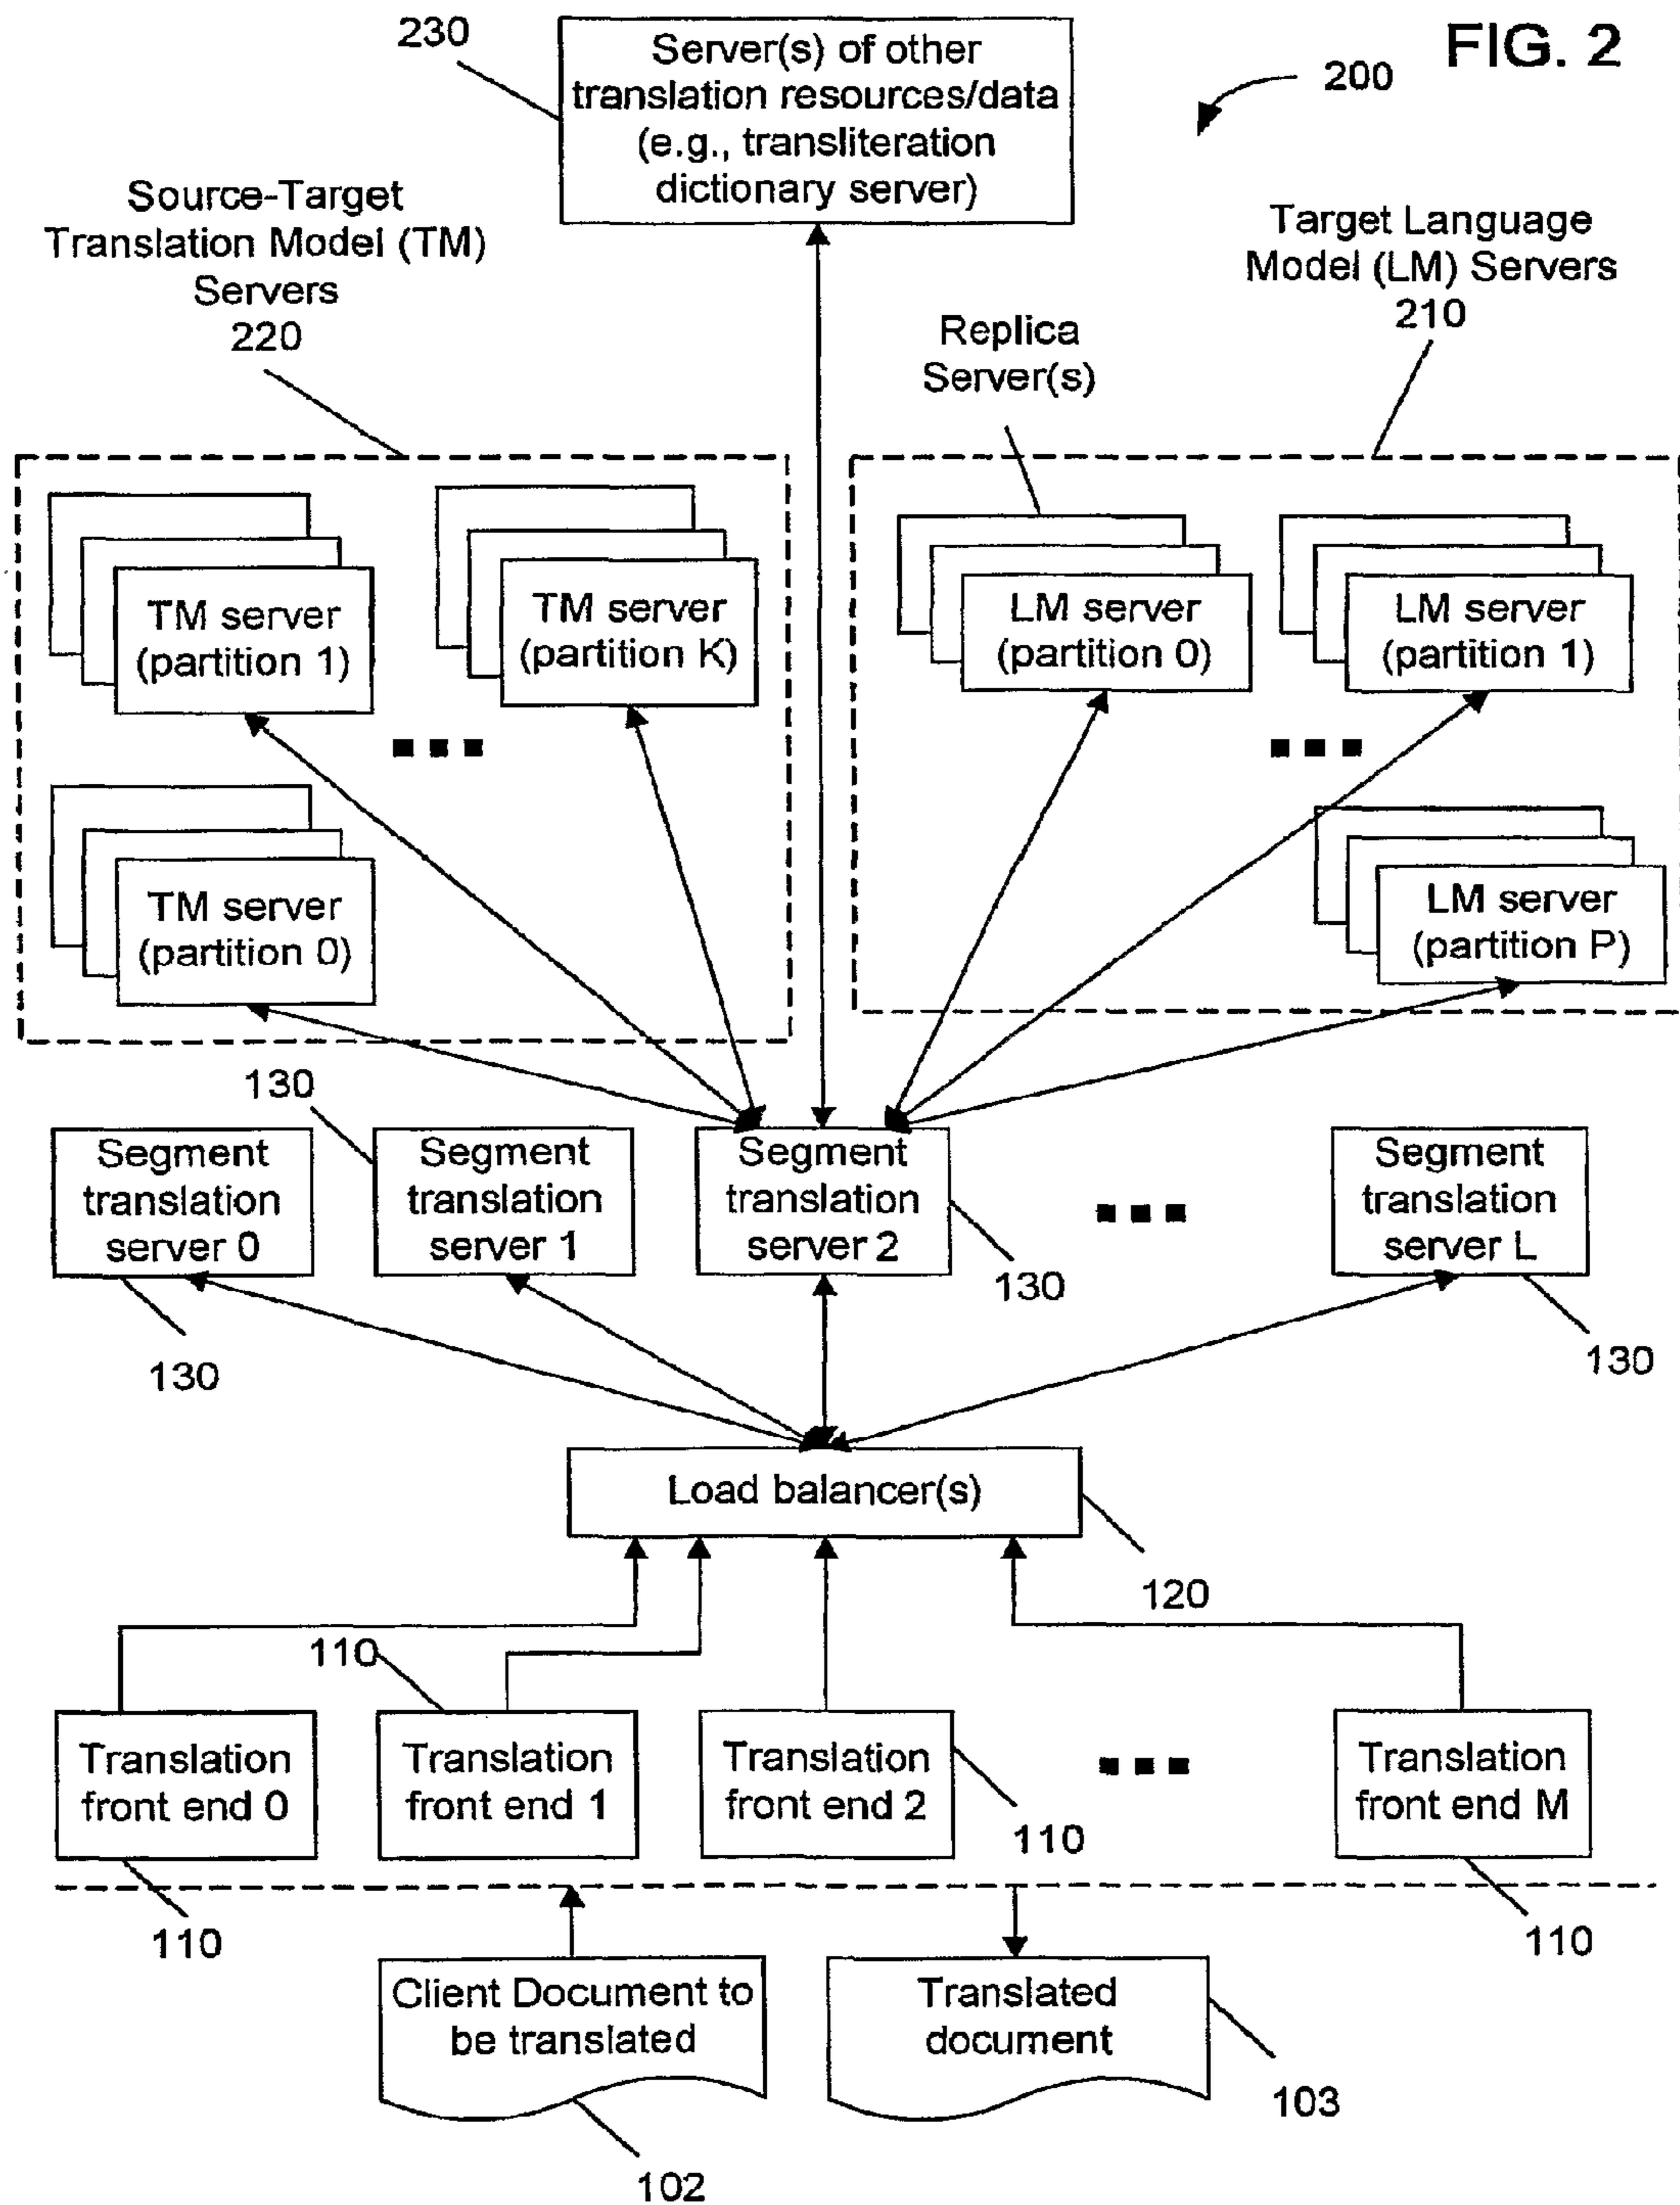 FIG. 2
200
230
Server(s) of other
translation resources/data
(e.g., transliteration
dictionary server)
Source-Target
Translation Model (TM)
Servers
220
Target Language
Model (LM) Servers
210
Replica
Server(s)
TM server
(partition 1)
TM server
(partition K)
TM server
(partition 0)
LM server
(partition 0)
LM server
(partition 1)
LM server
(partition P)
130
Segment
translation
server 0
Segment
translation
server 1
Segment
translation
server 2
Segment
translation
server L
130
130
130
Load balancer(s)
120
110
Translation
front end 0
Translation
front end 1
Translation
front end 2
Translation
front end M
110
110
110
Client Document to
be translated
Translated
document
102
103